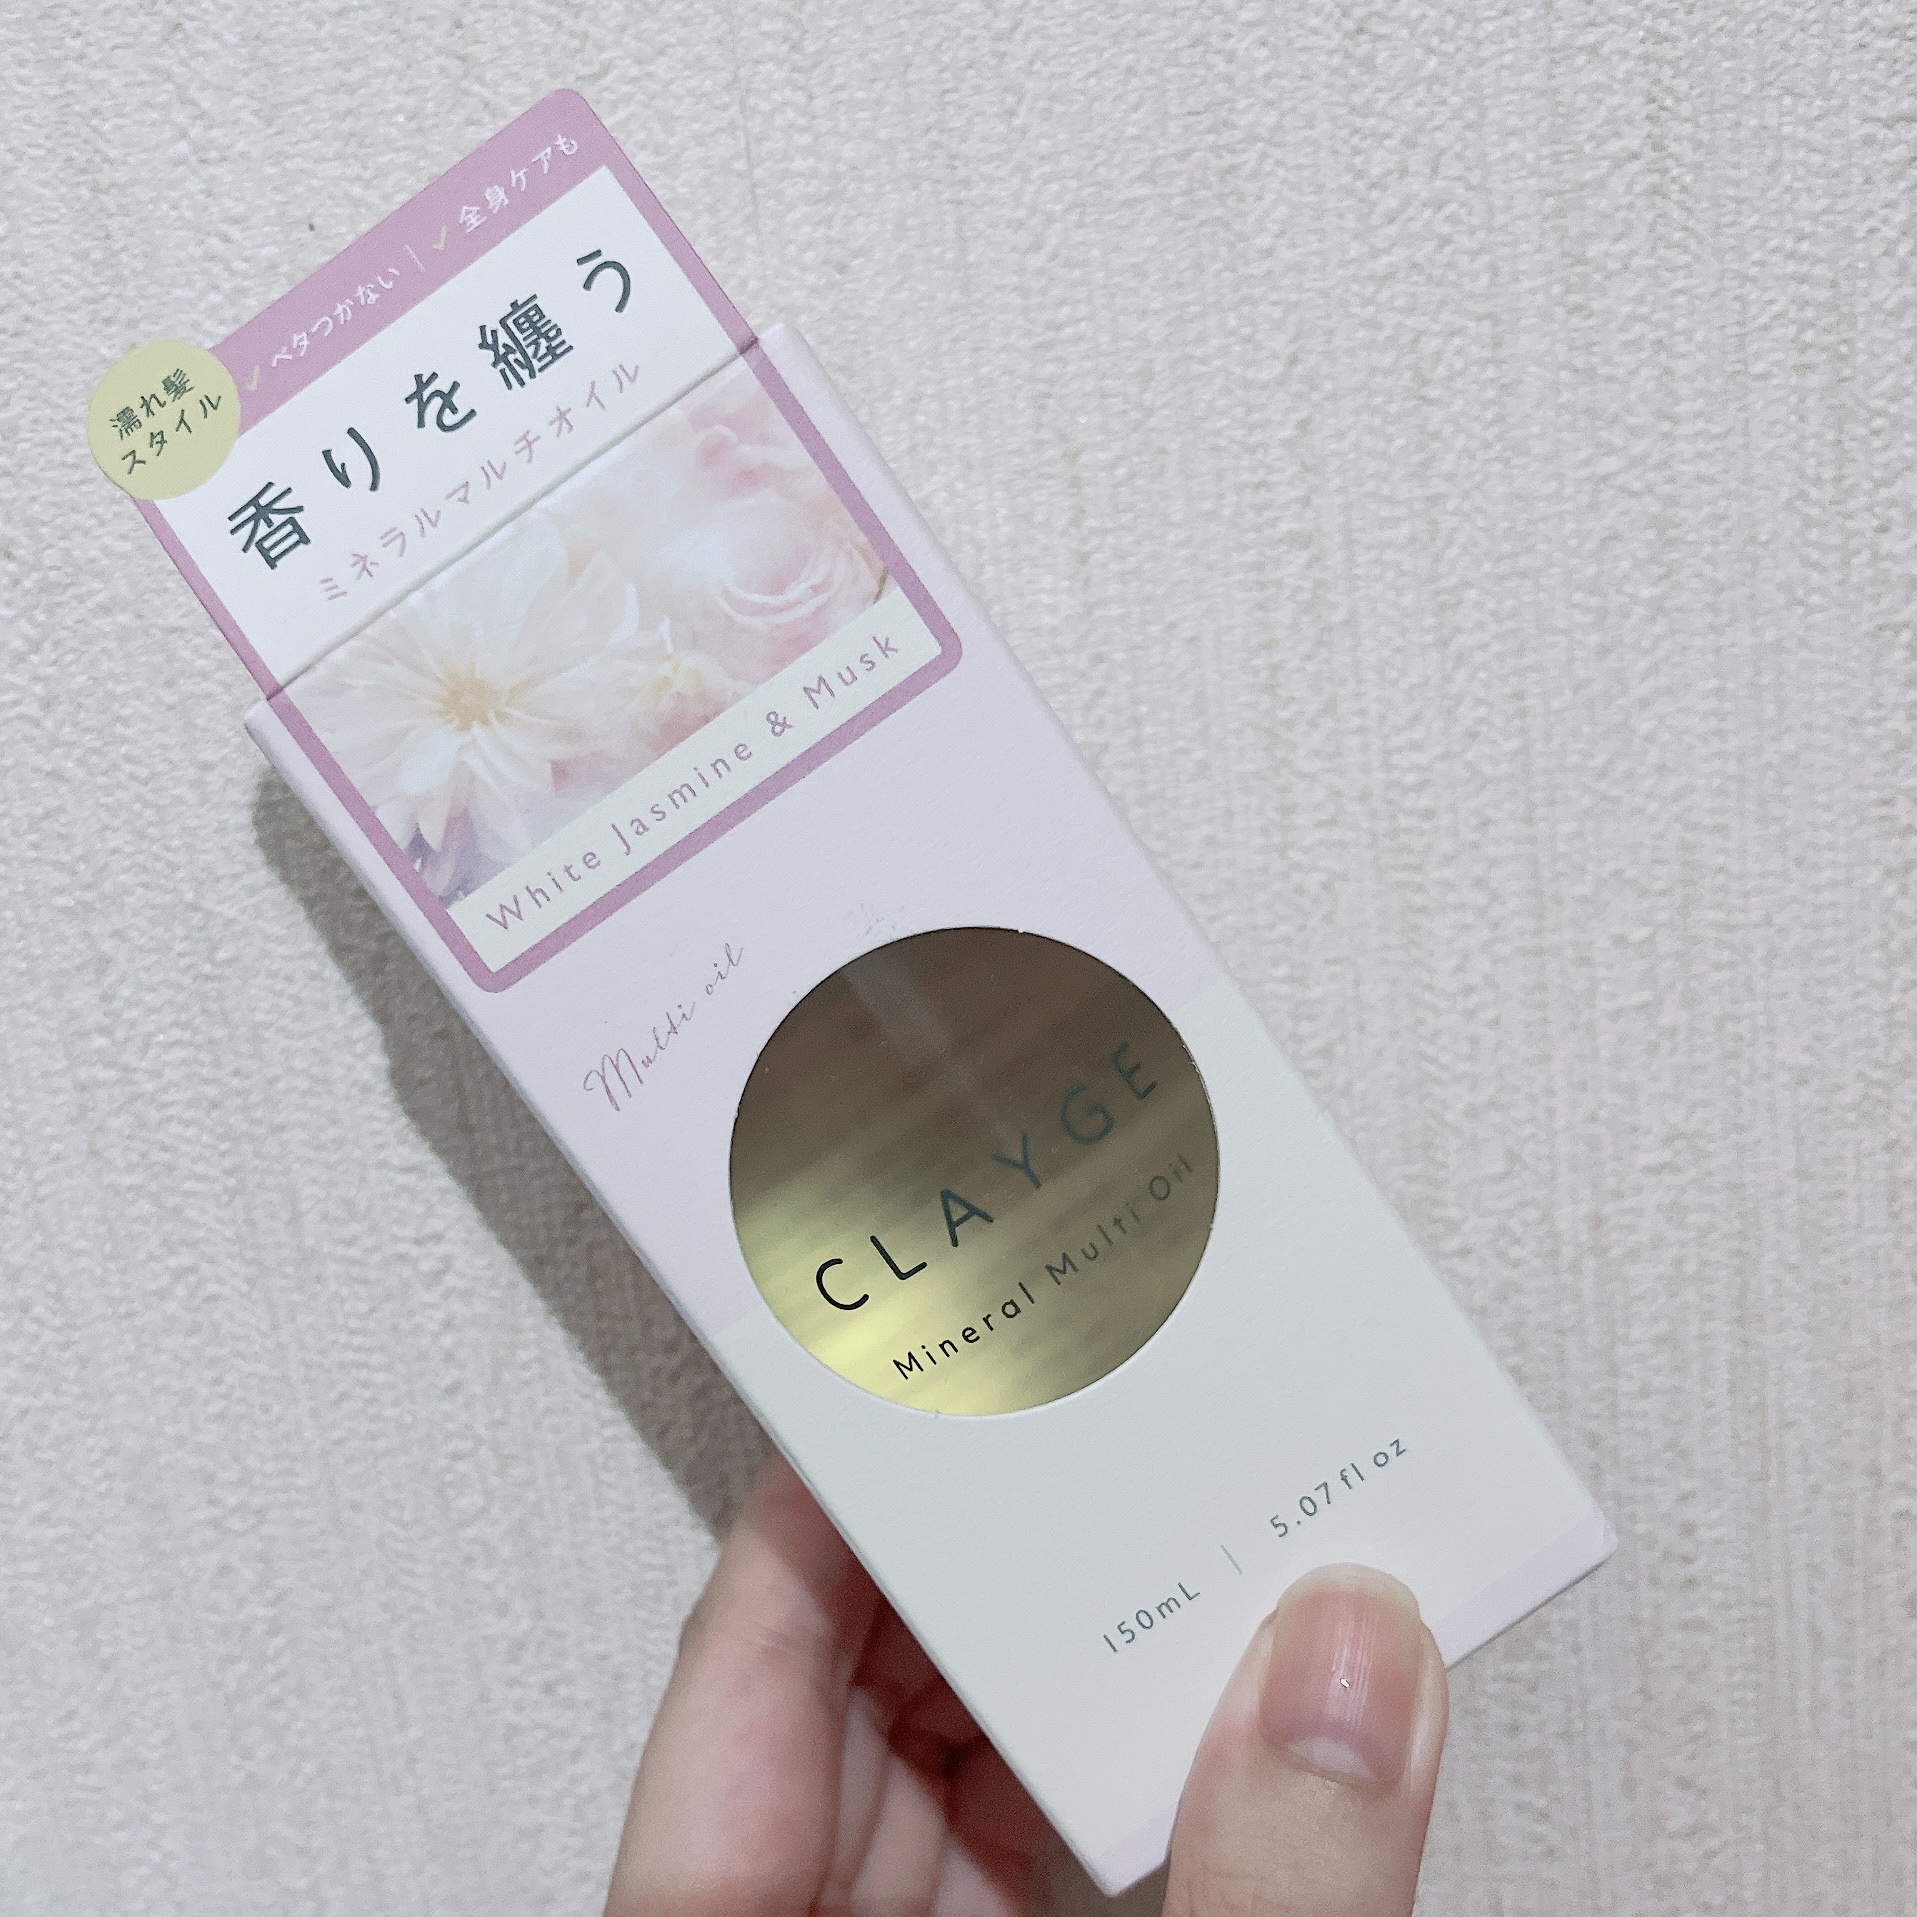 ✓ ベタつかない | ✓ 全身ケアも
濡れ髪
スタイル
香りを纏う
ミネラルマルチオイル
White Jasmine & Musk
Multi oil
CLAYGE
Mineral Multi Oil
150mL | 5.07 fl oz